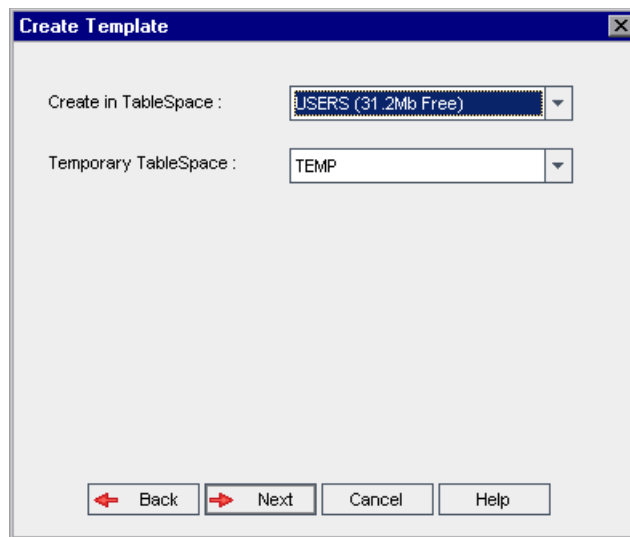 Create Template
Create in TableSpace : USERS (31.2Mb Free)
Temporary TableSpace : TEMP
Back Next Cancel Help